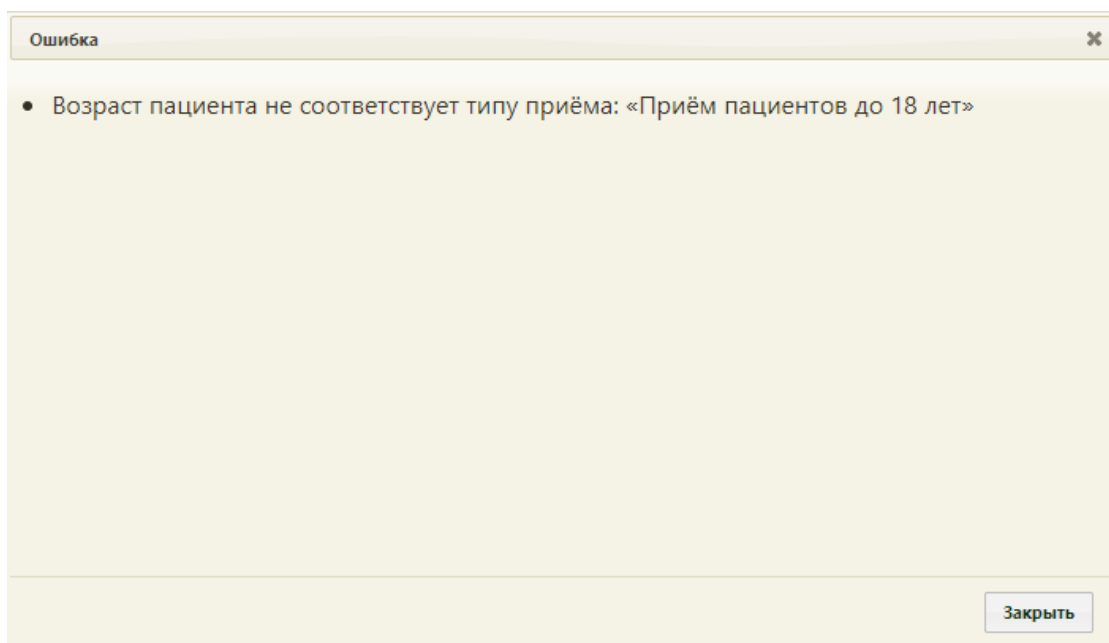 Ошибка
Возраст пациента не соответствует типу приёма: «Приём пациентов до 18 лет»
Закрыть